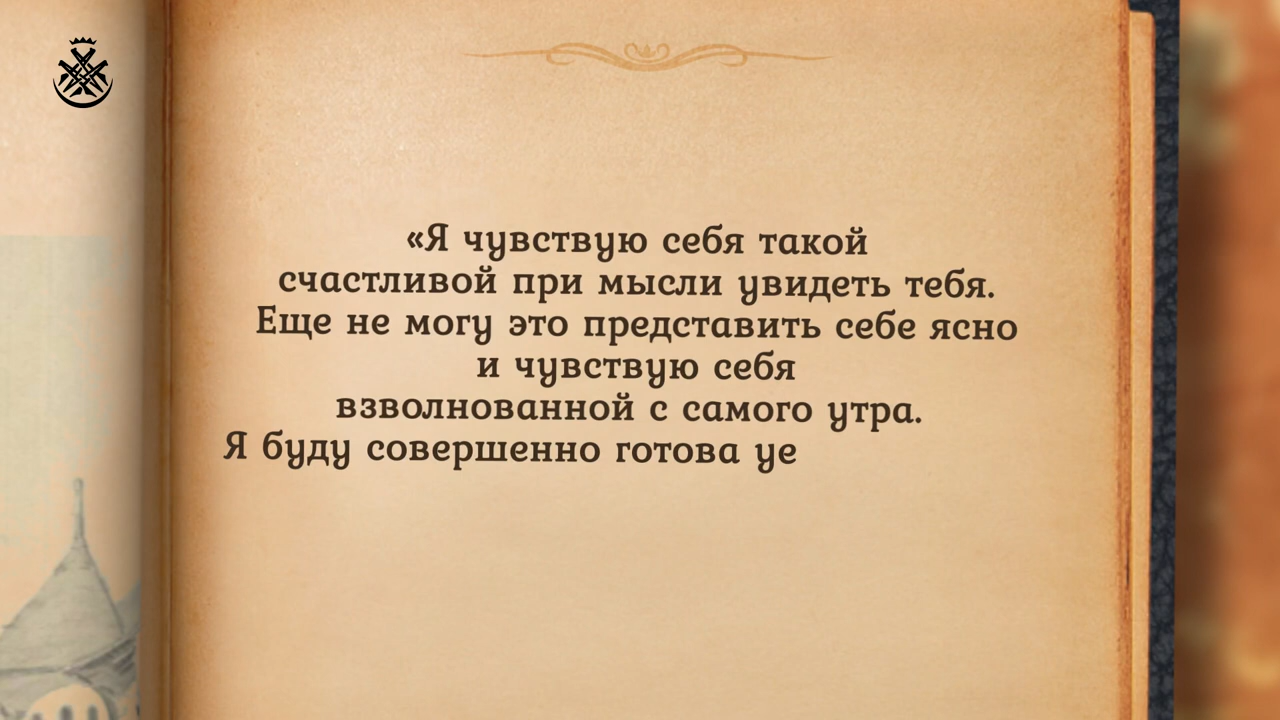 «Я чувствую себя такой
счастливой при мысли увидеть тебя.
Еще не могу это представить себе ясно
и чувствую себя
взволнованной с самого утра.
Я буду совершенно готова уе